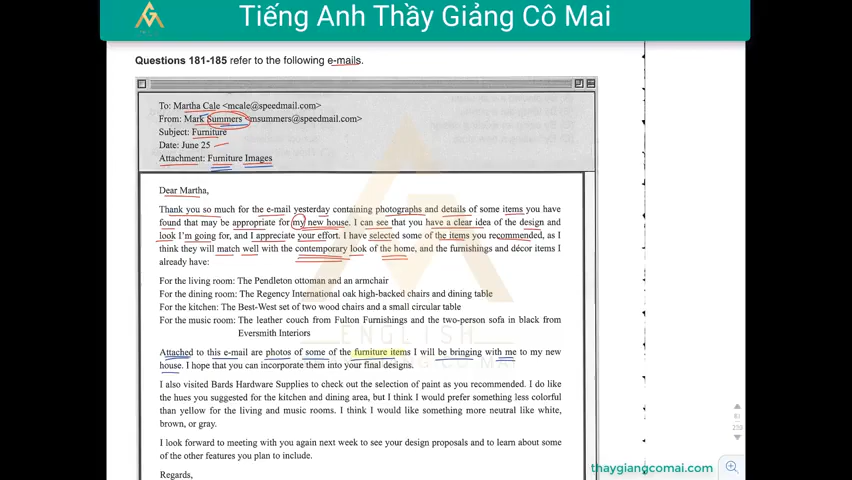 Tiếng Anh Thầy Giảng Cô Mai
Questions 181-185 refer to the following e-mails.
To: Martha Cale <mcale@speedmail.com>
From: Mark Summers <msummers@speedmail.com>
Subject: Furniture
Date: June 25
Attachment: Furniture Images
Dear Martha,
Thank you so much for the e-mail yesterday containing photographs and details of some items you have
found that may be appropriate for my new house. I can see that you have a clear idea of the design and
look I'm going for, and I appreciate your effort. I have selected some of the items you recommended, as I
think they will match well with the contemporary look of the home, and the furnishings and décor items I
already have:
For the living room: The Pendleton ottoman and an armchair
For the dining room: The Regency International oak high-backed chairs and dining table
For the kitchen: The Best-West set of two wood chairs and a small circular table
For the music room: The leather couch from Fulton Furnishings and the two-person sofa in black from
Eversmith Interiors
ENGLISH
Attached to this e-mail are photos of some of the furniture items I will be bringing with me to my new
house. I hope that you can incorporate them into your final designs.
I also visited Bards Hardware Supplies to check out the selection of paint as you recommended. I do like
the hues you suggested for the kitchen and dining area, but I think I would prefer something less colorful
than yellow for the living and music rooms. I think I would like something more neutral like white,
brown, or gray.
I look forward to meeting with you again next week to see your design proposals and to learn about some
of the other features you plan to include.
Regards,
thaygiangcomai.com